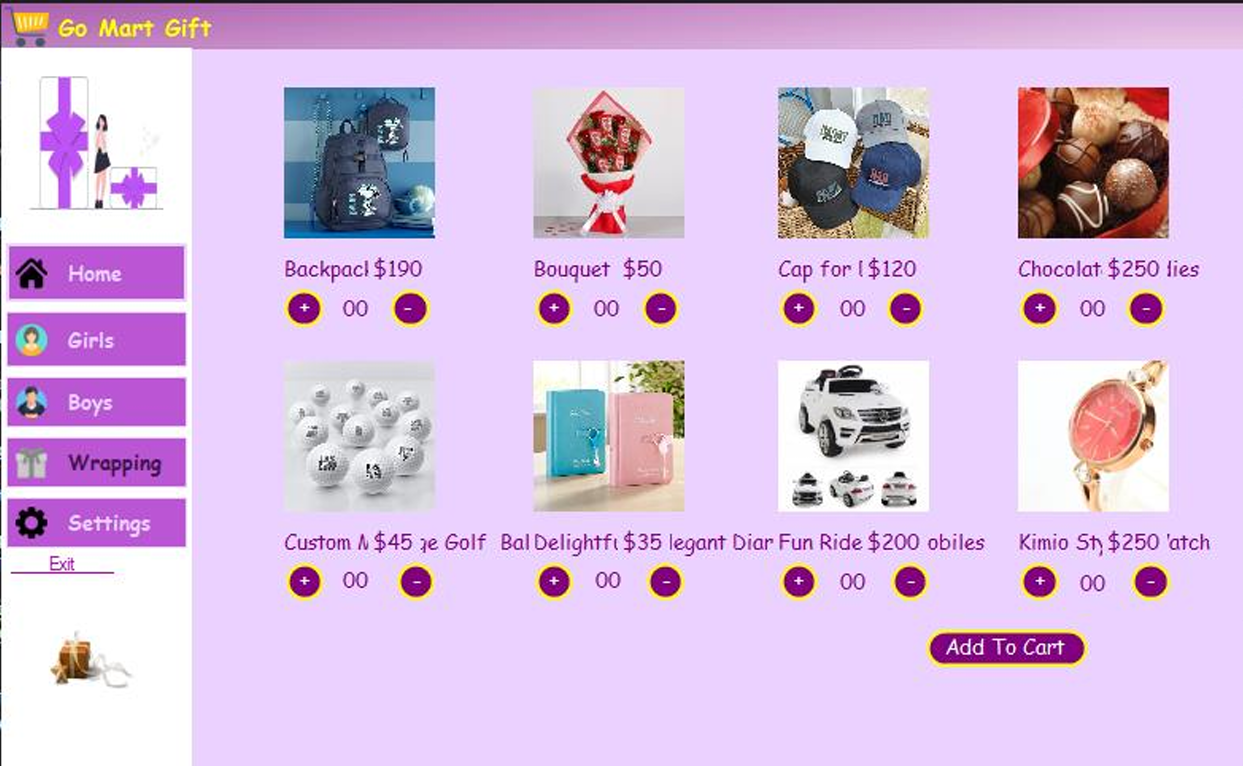 Go Mart Gift
Home
Girls
Boys
Wrapping
Settings
Exit
Backpack $190
Bouquet $50
Cap for $120
Chocolat $250 lies
+ 00 -
+ 00 -
+ 00 -
+ 00 -
Custom $45 ge Golf Bal
Delightfu $35 legant Diar
Fun Ride $200 obiles
Kimio Sty $250 atch
+ 00 -
+ 00 -
+ 00 -
+ 00 -
Add To Cart